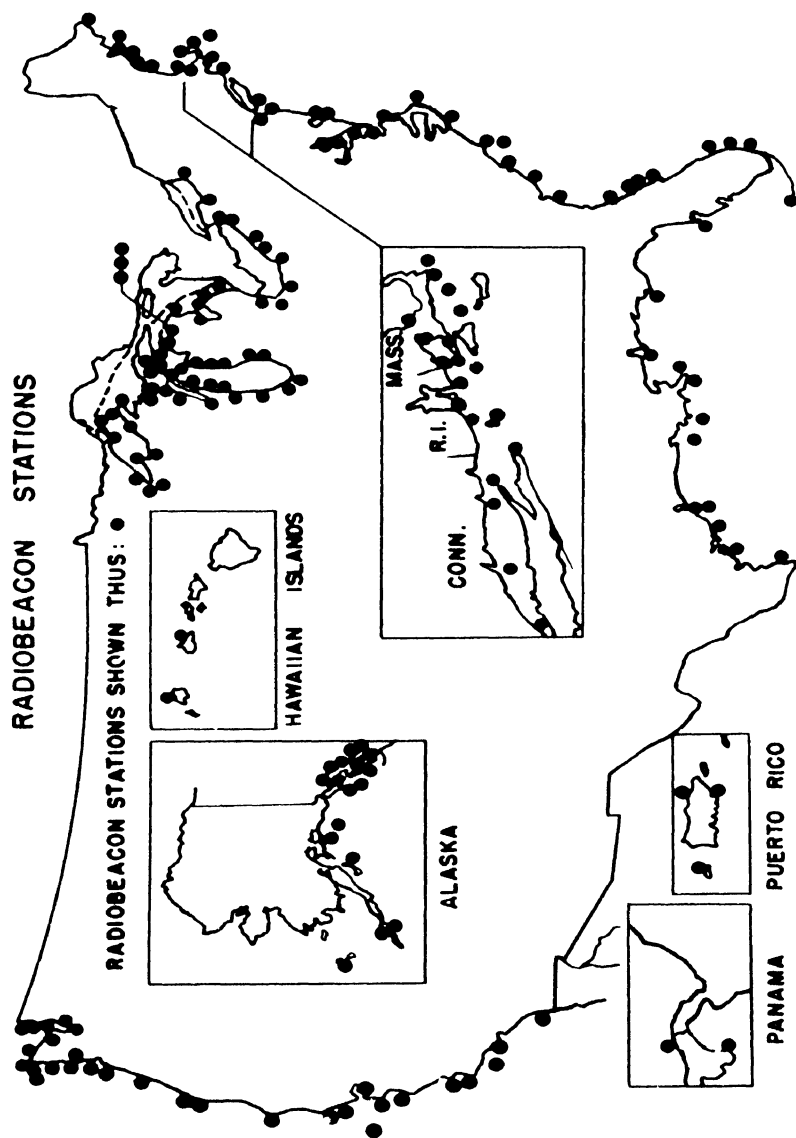 RADIOBEACON STATIONS
RADIOBEACON STATIONS SHOWN THUS:
HAWAIIAN ISLANDS
ALASKA
MASS.
R.I.
CONN.
PUERTO RICO
PANAMA